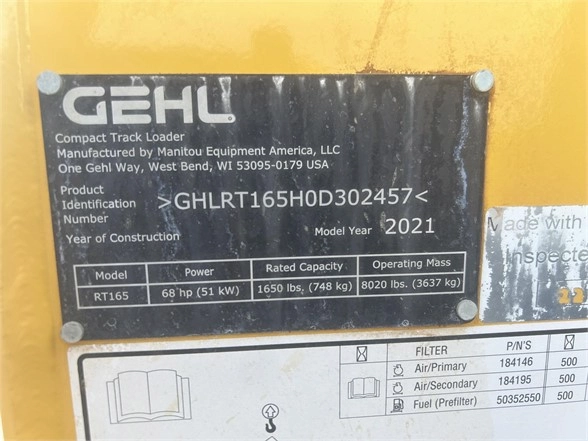 GEHL
Compact Track Loader
Manufactured by Manitou Equipment America, LLC
One Gehl Way, West Bend, WI 53095-0179 USA
Product
Identification >GHLRT165H0D302457<
Number
Year of Construction Model Year 2021
Model Power Rated Capacity Operating Mass
RT165 68 hp (51 kW) 1650 lbs. (748 kg) 8020 lbs. (3637 kg)
Made with
Inspecte
FILTER P/N'S
Air/Primary 184146 500
Air/Secondary 184195 500
Fuel (Prefilter) 50352550 500